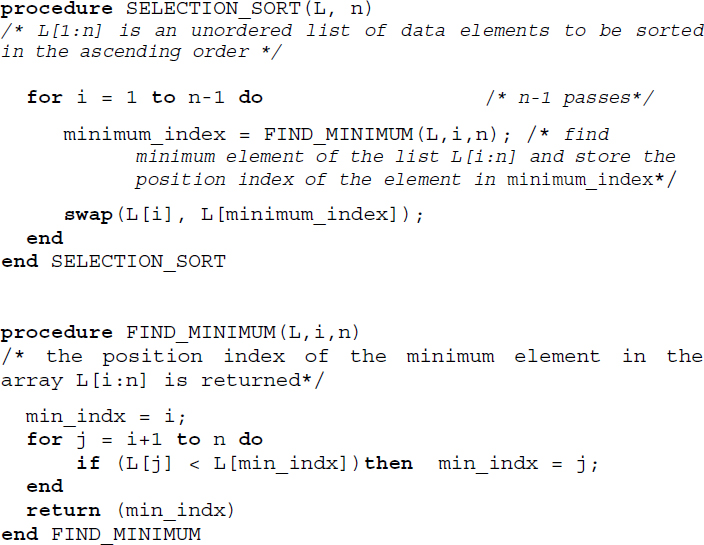 procedure SELECTION_SORT(L, n)
/* L[1:n] is an unordered list of data elements to be sorted
in the ascending order */
for i = 1 to n-1 do /* n-1 passes*/
minimum_index = FIND_MINIMUM(L,i,n); /* find
minimum element of the list L[i:n] and store the
position index of the element in minimum_index*/
swap(L[i], L[minimum_index]);
end
end SELECTION_SORT
procedure FIND_MINIMUM(L,i,n)
/* the position index of the minimum element in the
array L[i:n] is returned*/
min_indx = i;
for j = i+1 to n do
if (L[j] < L[min_indx])then min_indx = j;
end
return (min_indx)
end FIND_MINIMUM